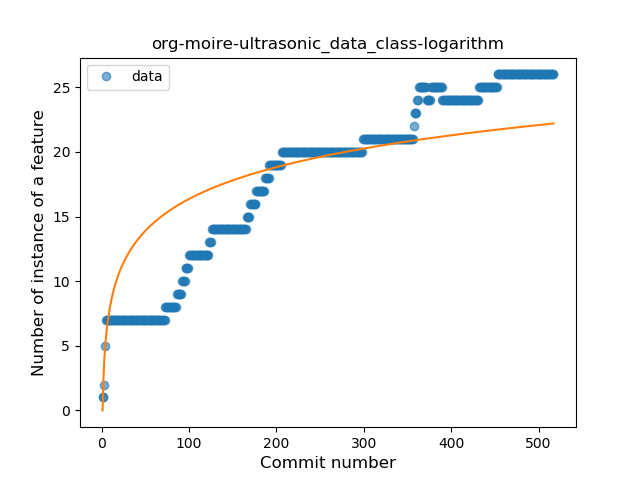 org-moire-ultrasonic_data_class-logarithm
data
Number of instance of a feature
25
20
15
10
5
0
0 100 200 300 400 500
Commit number